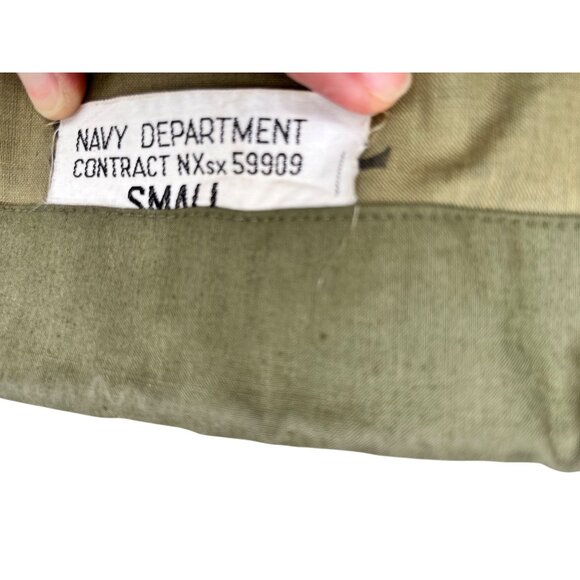 NAVY DEPARTMENT
CONTRACT NXsx 59909
SMALL